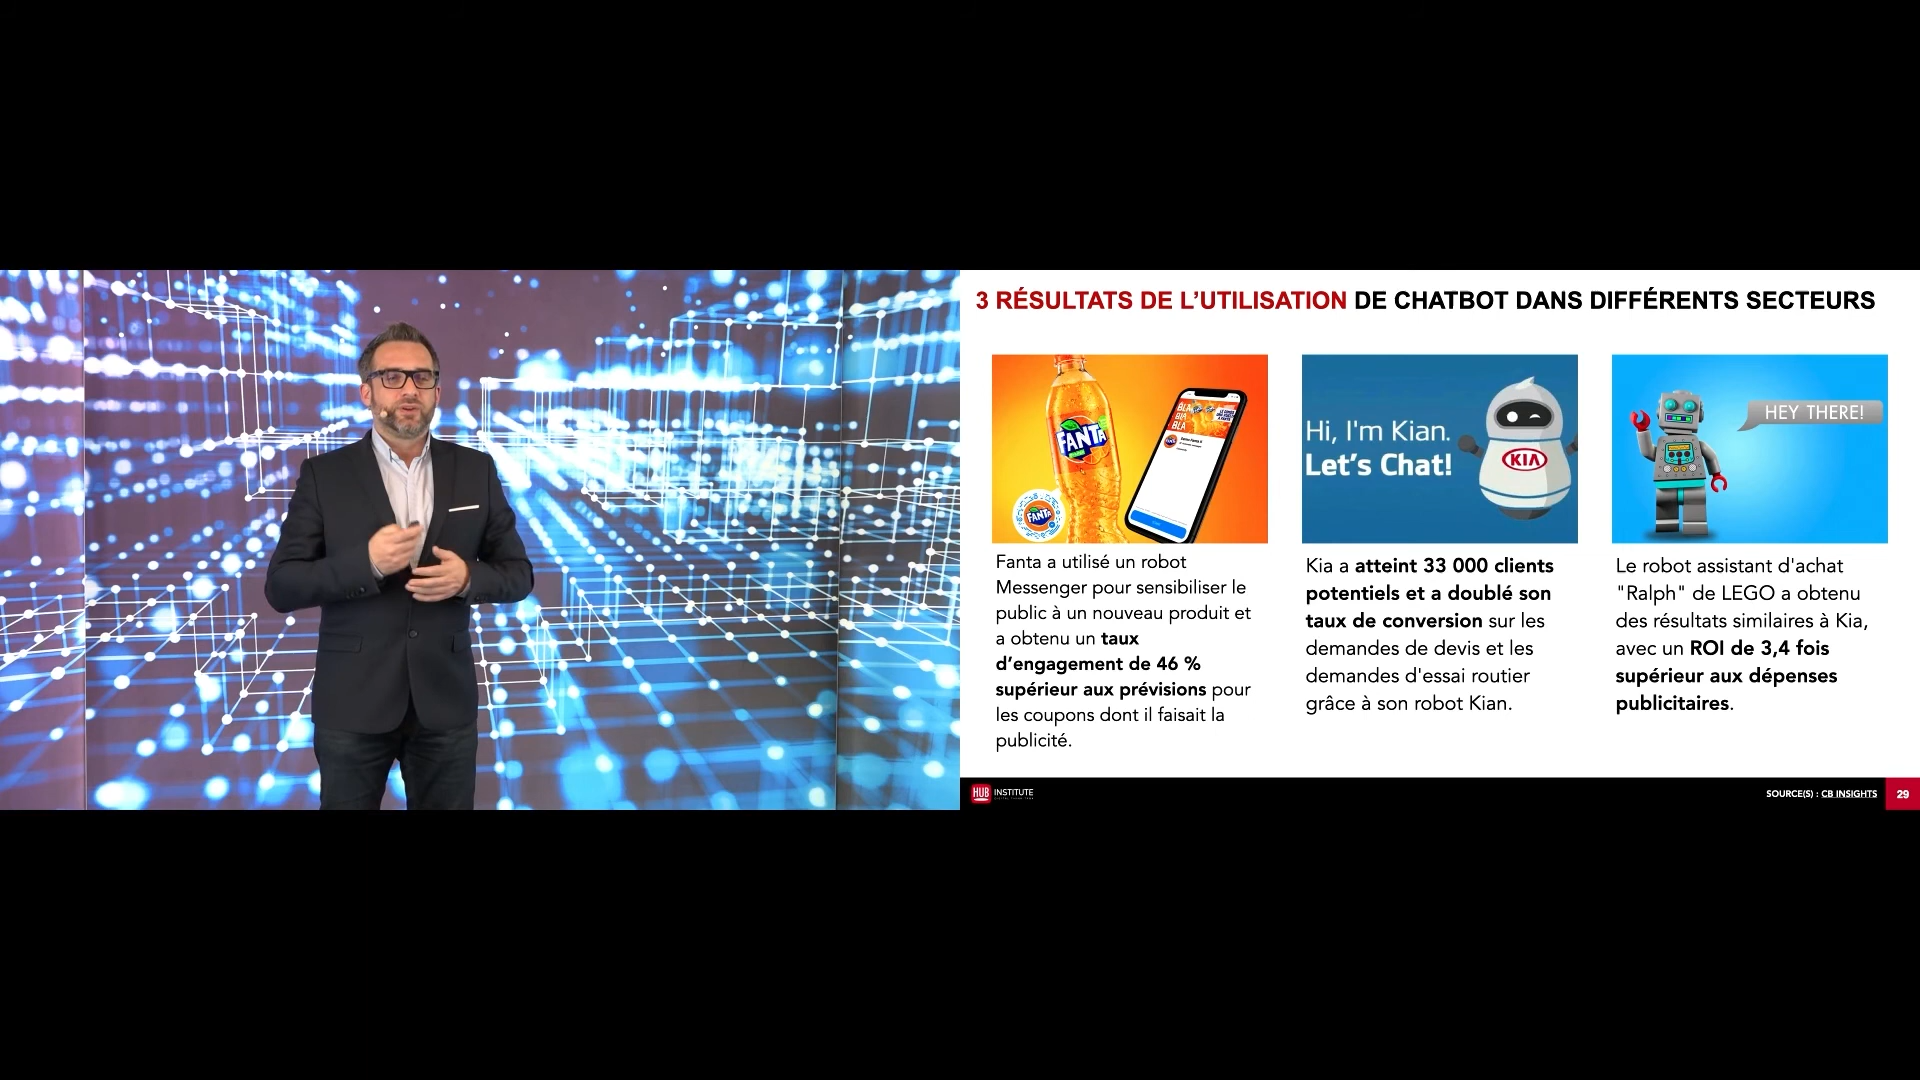 3 RÉSULTATS DE L’UTILISATION DE CHATBOT DANS DIFFÉRENTS SECTEURS
BLA
BLA
BLA
FANTA
FANTA
Hi, I'm Kian.
Let’s Chat!
KIA
HEY THERE!
Fanta a utilisé un robot
Messenger pour sensibiliser le
public à un nouveau produit et
a obtenu un taux
d’engagement de 46 %
supérieur aux prévisions pour
les coupons dont il faisait la
publicité.
Kia a atteint 33 000 clients
potentiels et a doublé son
taux de conversion sur les
demandes de devis et les
demandes d'essai routier
grâce à son robot Kian.
Le robot assistant d'achat
"Ralph" de LEGO a obtenu
des résultats similaires à Kia,
avec un ROI de 3,4 fois
supérieur aux dépenses
publicitaires.
HUB INSTITUTE
SOURCE(S) : CB INSIGHTS
29